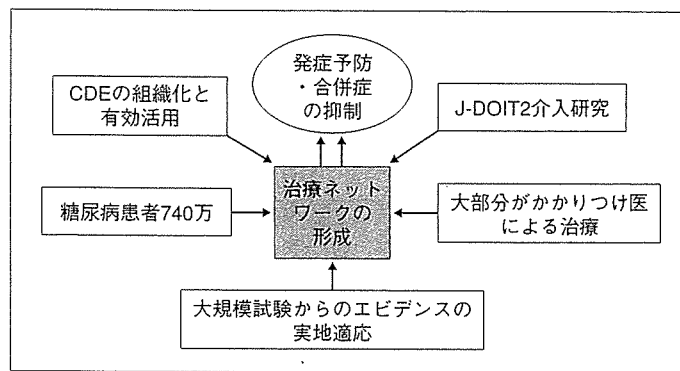 発症予防
・合併症
の抑制
CDEの組織化と
有効活用
J-DOIT2介入研究
治療ネット
ワークの
形成
糖尿病患者740万
大部分がかかりつけ医
による治療
大規模試験からのエビデンスの
実地適応